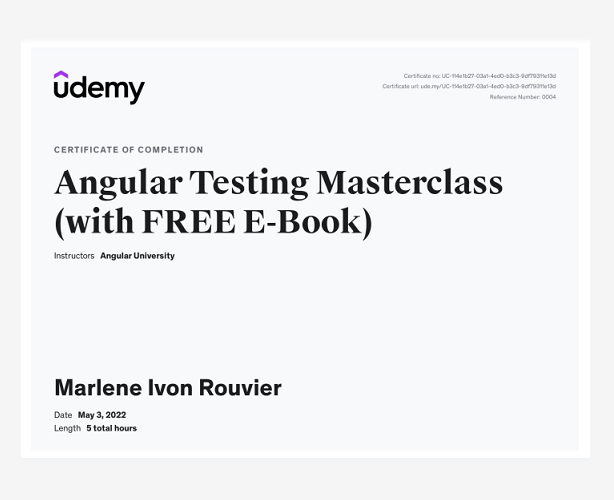 udemy
Certificate no: UC-1f4e1b27-03a1-4ed0-b3c3-9df7931fe13d
Certificate url: ude.my/UC-1f4e1b27-03a1-4ed0-b3c3-9df7931fe13d
Reference Number: 0004
CERTIFICATE OF COMPLETION
Angular Testing Masterclass
(with FREE E-Book)
Instructors Angular University
Marlene Ivon Rouvier
Date May 3, 2022
Length 5 total hours